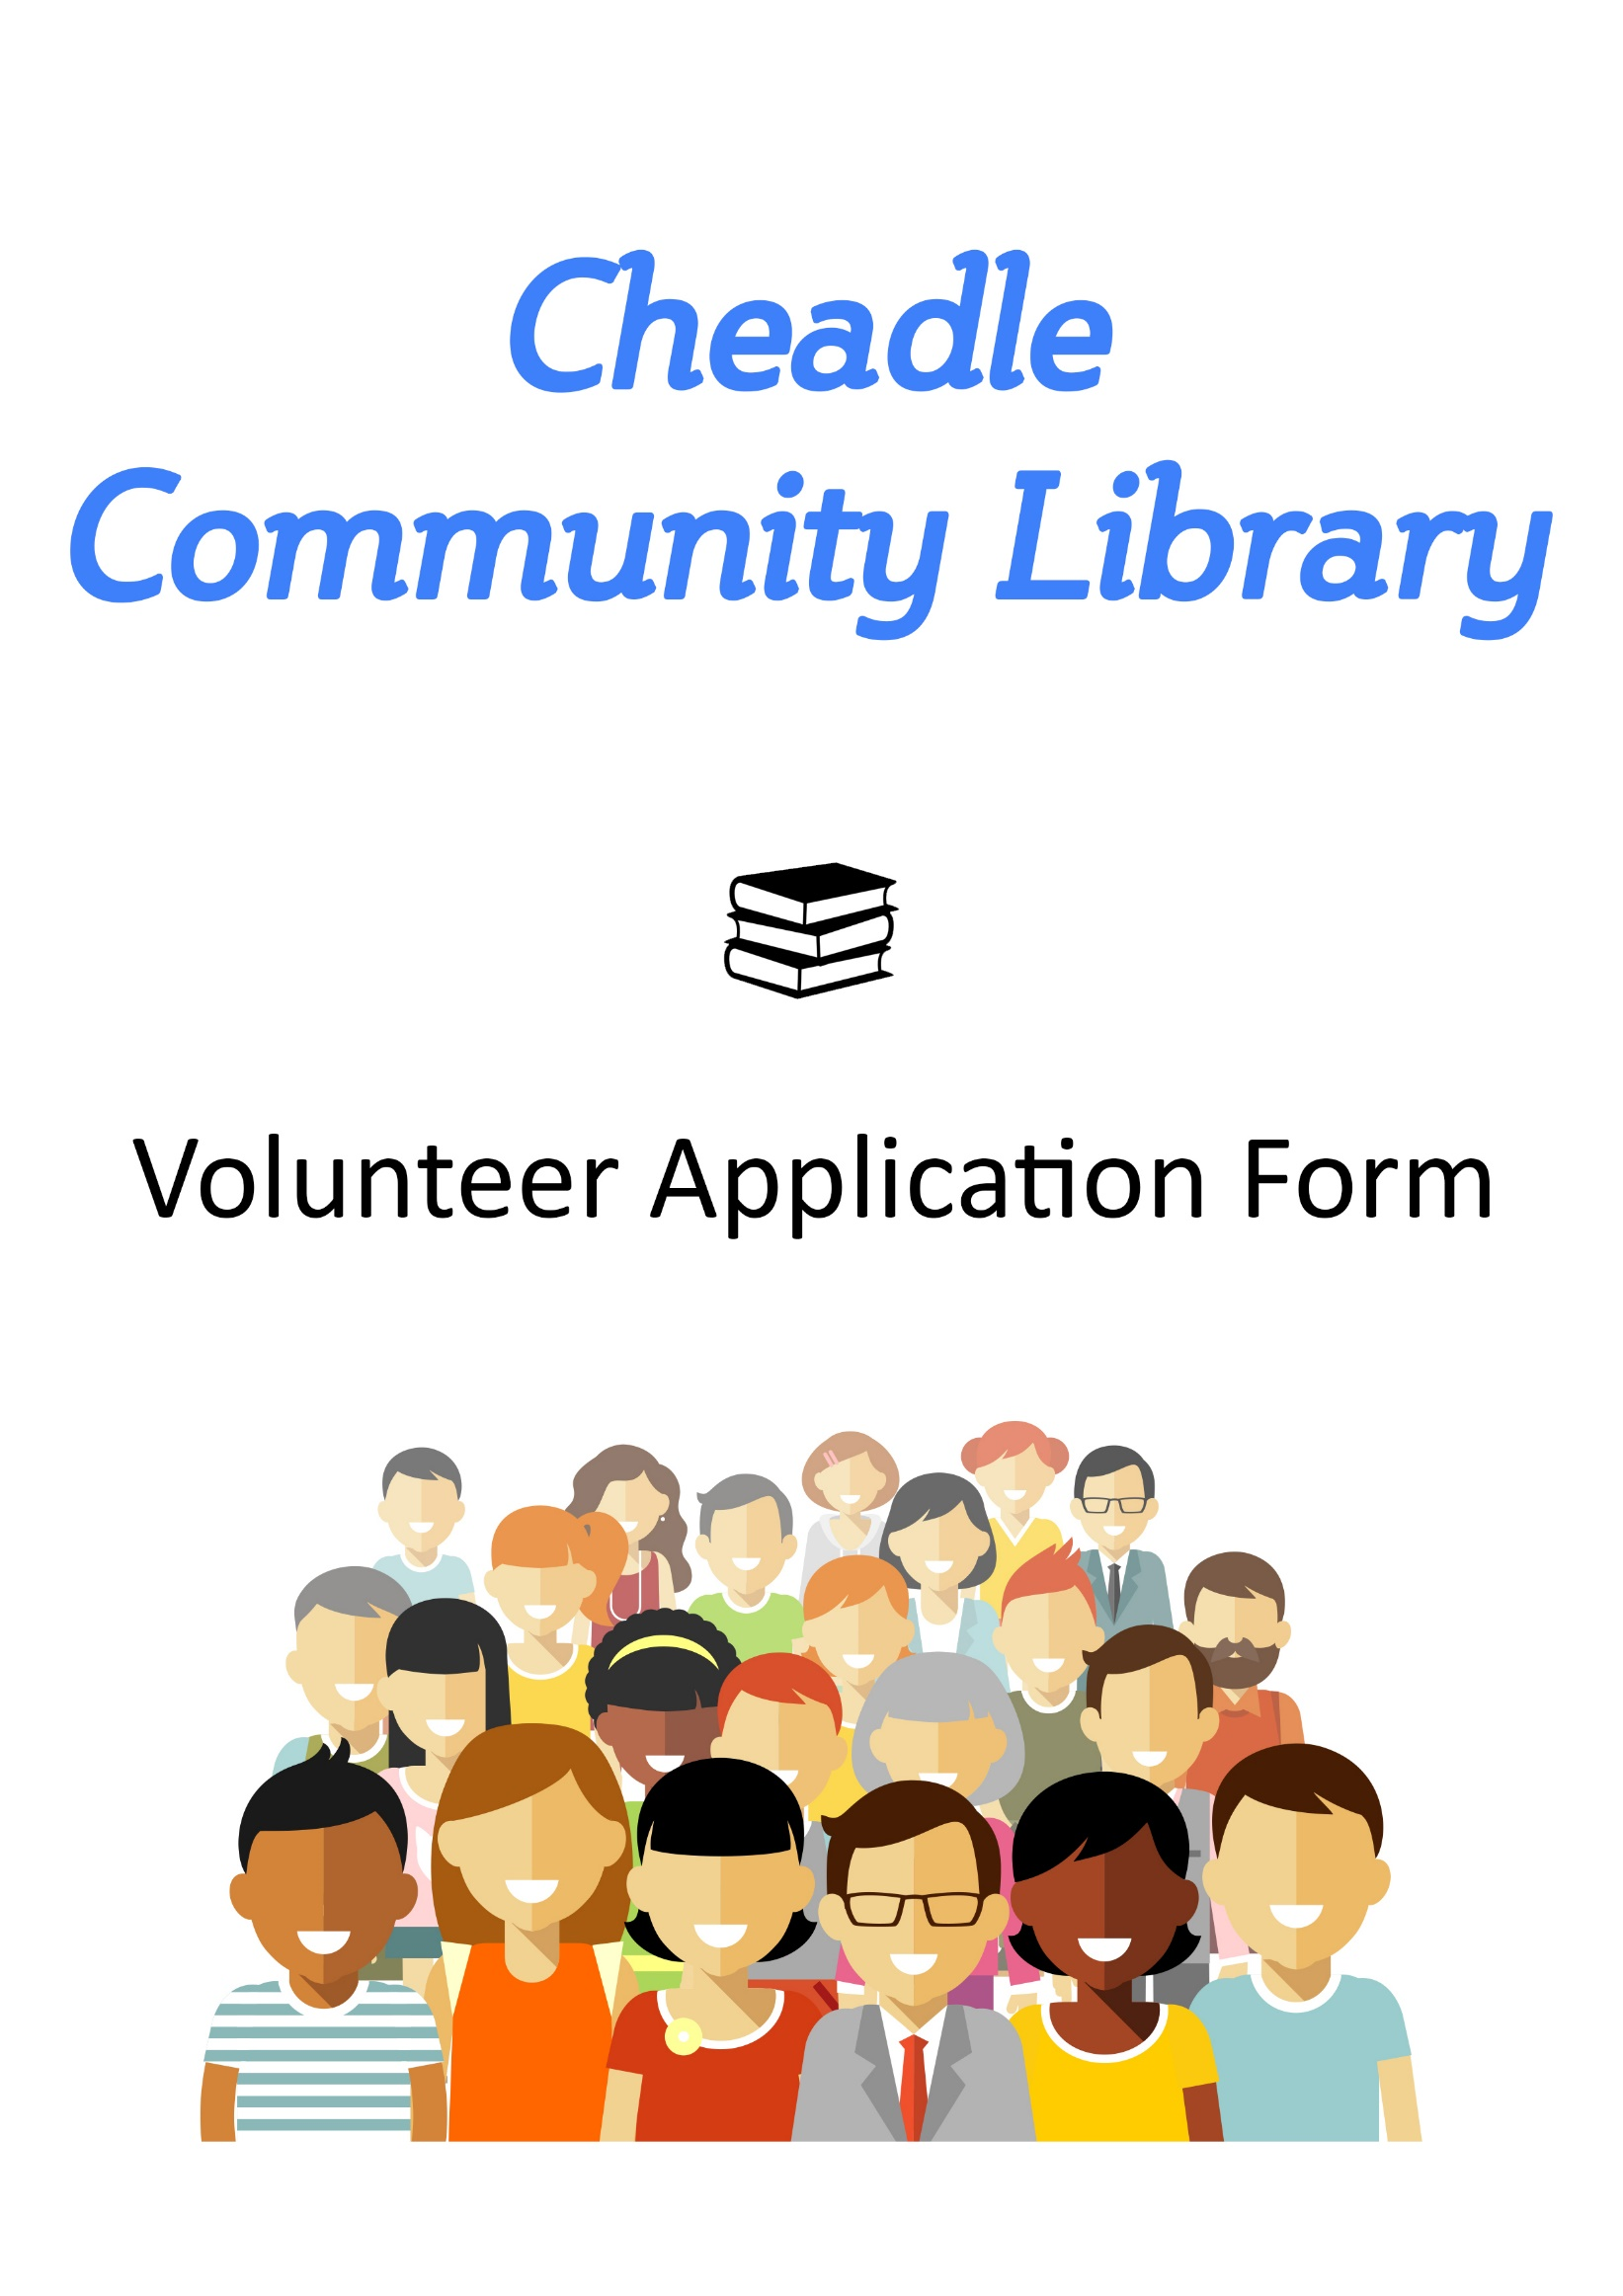 Cheadle
Community Library
Volunteer Application Form